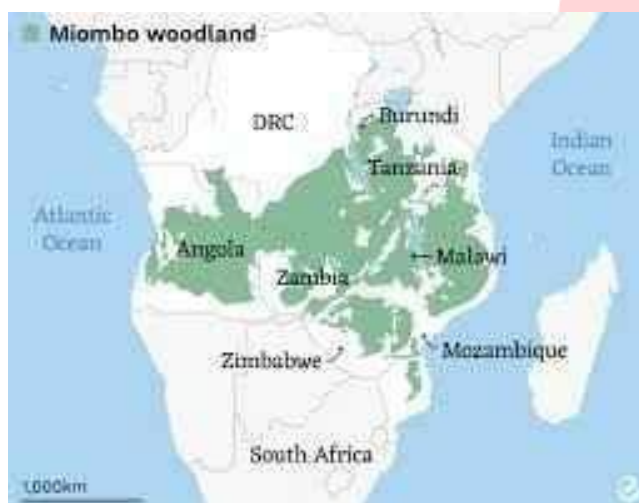 Miombo woodland
DRC
Burundi
Tanzania
Indian
Ocean
Atlantic
Ocean
Angola
Malawi
Zambia
Zimbabwe
Mozambique
South Africa
1,000km